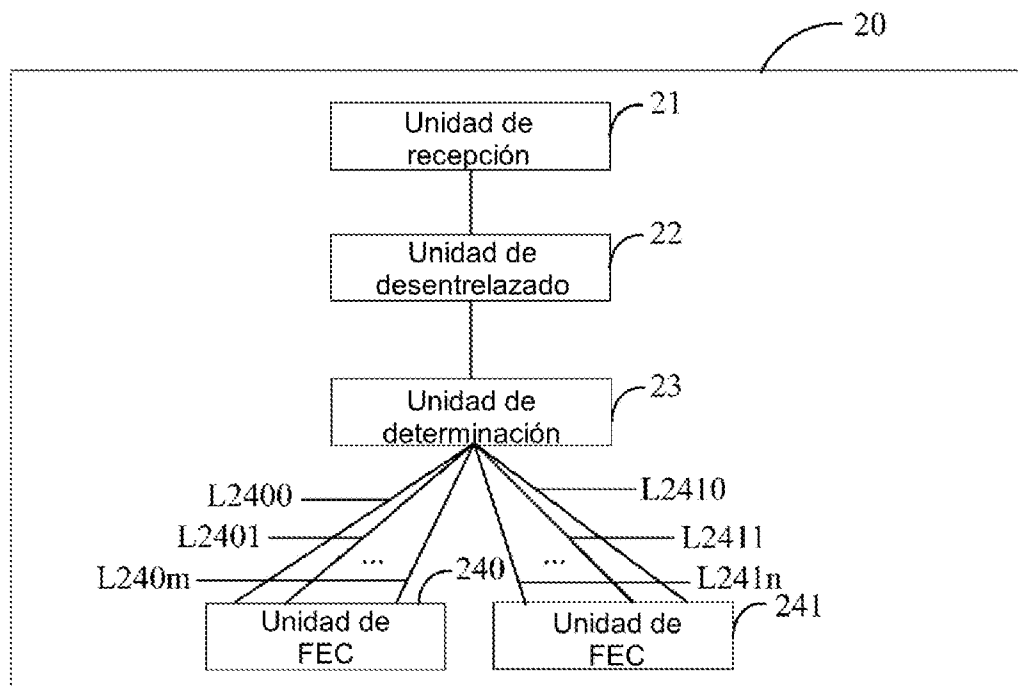 20
Unidad de
recepción
21
Unidad de
desentrelazado
22
Unidad de
determinación
23
L2400
L2410
L2401
L2411
...
...
L240m
240
L241n
241
Unidad de
FEC
Unidad de
FEC